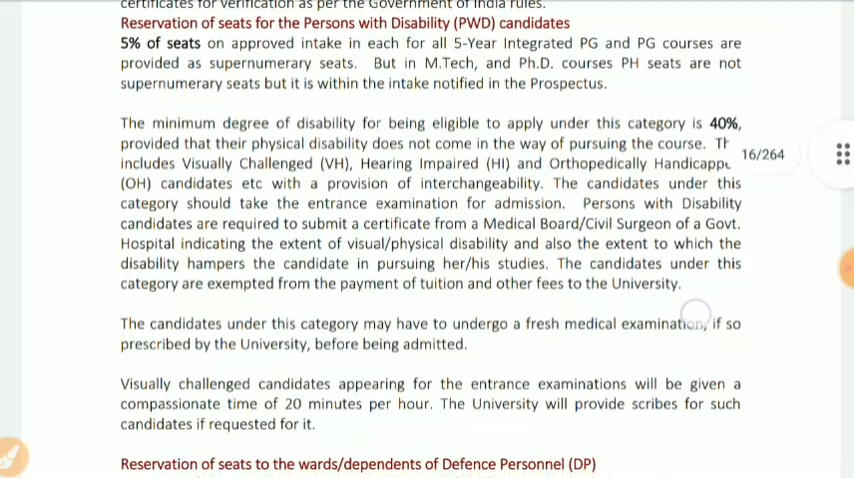 certificates for verification as per the Government of India rules.
Reservation of seats for the Persons with Disability (PWD) candidates
5% of seats on approved intake in each for all 5-Year Integrated PG and PG courses are
provided as supernumerary seats. But in M.Tech, and Ph.D. courses PH seats are not
supernumerary seats but it is within the intake notified in the Prospectus.
The minimum degree of disability for being eligible to apply under this category is 40%,
provided that their physical disability does not come in the way of pursuing the course.
16/264
includes Visually Challenged (VH), Hearing Impaired (HI) and Orthopedically
(OH) candidates etc with a provision of interchangeability. The candidates under this
category should take the entrance examination for admission. Persons with Disability
candidates are required to submit a certificate from a Medical Board/Civil Surgeon of a Govt.
Hospital indicating the extent of visual/physical disability and also the extent to which the
disability hampers the candidate in pursuing her/his studies. The candidates under this
category are exempted from the payment of tuition and other fees to the University.
The candidates under this category may have to undergo a fresh medical examination, if so
prescribed by the University, before being admitted.
Visually challenged candidates appearing for the entrance examinations will be given a
compassionate time of 20 minutes per hour. The University will provide scribes for such
candidates if requested for it.
Reservation of seats to the wards/dependents of Defence Personnel (DP)